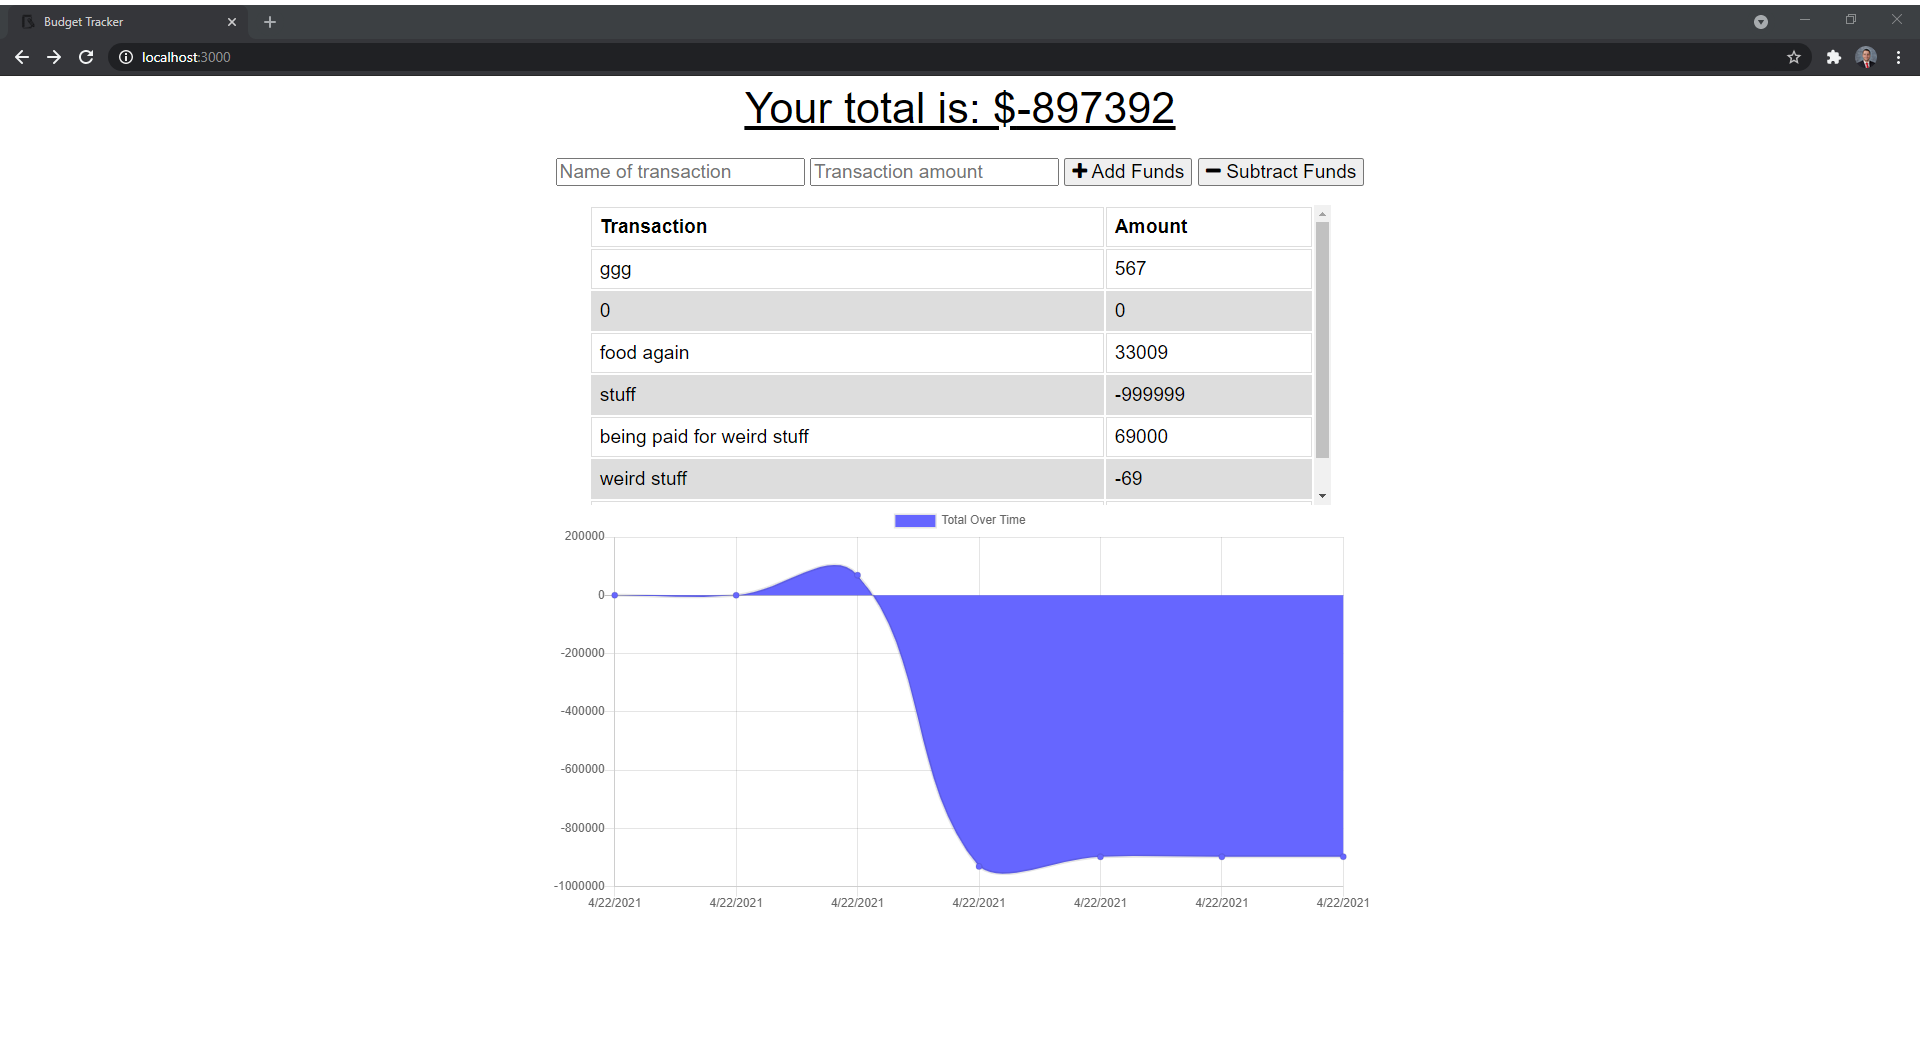 Budget Tracker
localhost:3000
Your total is: $-897392
Name of transaction Transaction amount Add Funds Subtract Funds
Transaction Amount
ggg 567
0 0
food again 33009
stuff -999999
being paid for weird stuff 69000
weird stuff -69
Total Over Time
200000
0
-200000
-400000
-600000
-800000
-1000000
4/22/2021 4/22/2021 4/22/2021 4/22/2021 4/22/2021 4/22/2021 4/22/2021